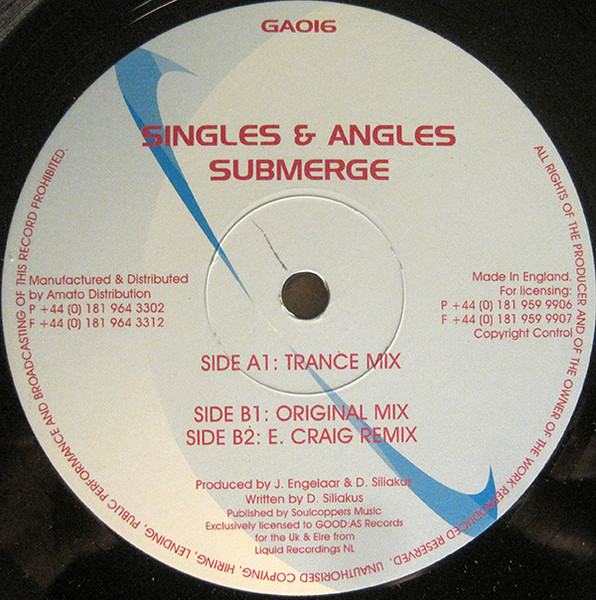 GA016
SINGLES & ANGLES
SUBMERGE
Manufactured & Distributed
by Amato Distribution
P +44 (0) 181 964 3302
F +44 (0) 181 964 3312
Made In England.
For licensing:
P +44 (0) 181 959 9906
F +44 (0) 181 959 9907
Copyright Control
SIDE A1: TRANCE MIX
SIDE B1: ORIGINAL MIX
SIDE B2: E. CRAIG REMIX
Produced by J. Engelaar & D. Siliakus
Written by D. Siliakus
Published by Soulcoppers Music
Exclusively licensed to GOOD:AS Records
for the Uk & Eire from
Liquid Recordings NL
ALL RIGHTS OF THE PRODUCER AND OF THE OWNER OF THE WORK REPRODUCED RESERVED. UNAUTHORISED COPYING, HIRING, LENDING, PUBLIC PERFORMANCE AND BROADCASTING OF THIS RECORD PROHIBITED.